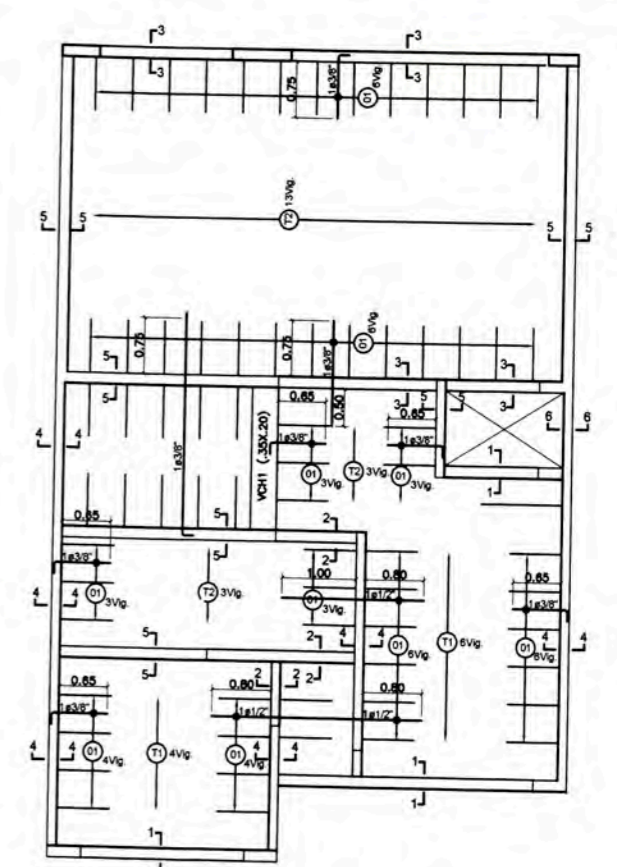 3 3
3 3
0.75
1ø3/8"
01 6Vig.
T2 13Vig.
5 5 5 5
0.75
0.75
1ø3/8"
01 6Vig.
5
5
3 3
3 3
5 5
0.65
0.50
0.65
1ø3/8"
VCH1 (.35X.20)
1ø3/8"
1ø3/8"
01 3Vig.
T2 3Vig.
01 3Vig.
4 4
6 6
1
1
0.65
5
5
2
2
1ø3/8"
1.00
0.80
0.65
1ø1/2"
1ø3/8"
4 4
01 3Vig.
T2 3Vig.
01 3Vig.
01 6Vig.
T1 6Vig.
01 6Vig.
4 4
4 4
5
5
2
2
2 2
0.65
0.80
0.80
1ø3/8"
1ø1/2"
1ø1/2"
4 4
01 4Vig.
T1 4Vig.
01 4Vig.
4 4
1
1
1